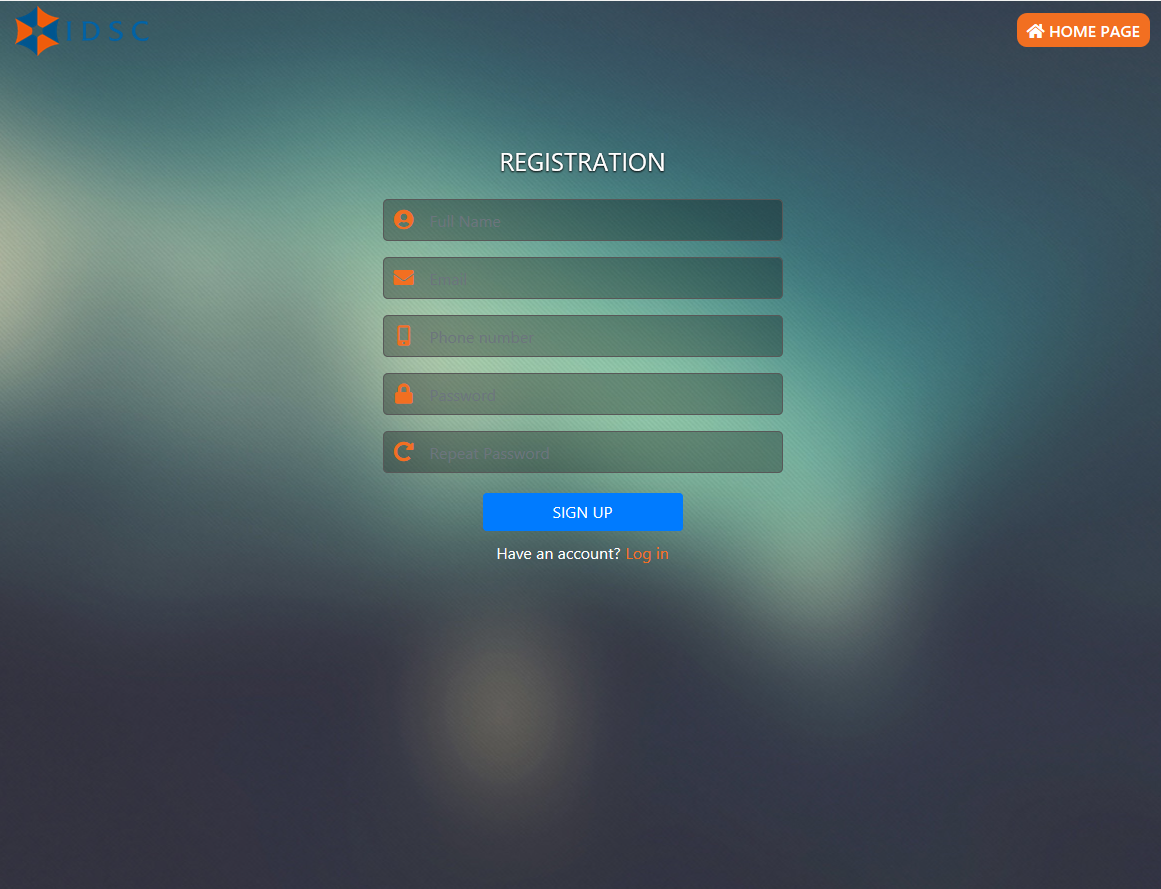 IDSC
HOME PAGE
REGISTRATION
Full Name
Email
Phone number
Password
Repeat Password
SIGN UP
Have an account? Log in